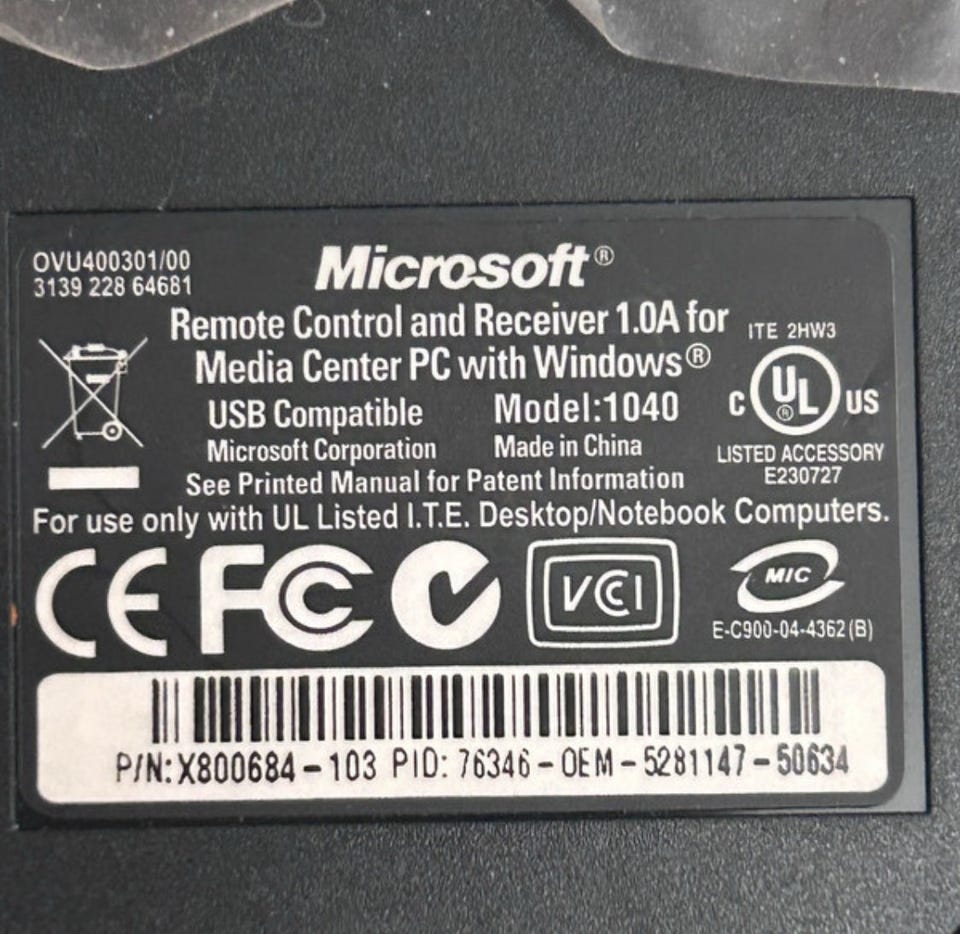 OVU400301/00
3139 228 64681
Microsoft®
Remote Control and Receiver 1.0A for
Media Center PC with Windows®
USB Compatible Model:1040
Microsoft Corporation Made in China
See Printed Manual for Patent Information
For use only with UL Listed I.T.E. Desktop/Notebook Computers.
ITE 2HW3
C UL® US
LISTED ACCESSORY
E230727
CE FC VCI MIC
E-C900-04-4362 (B)
P/N:X800684-103 PID: 76346-OEM-5281147-50634